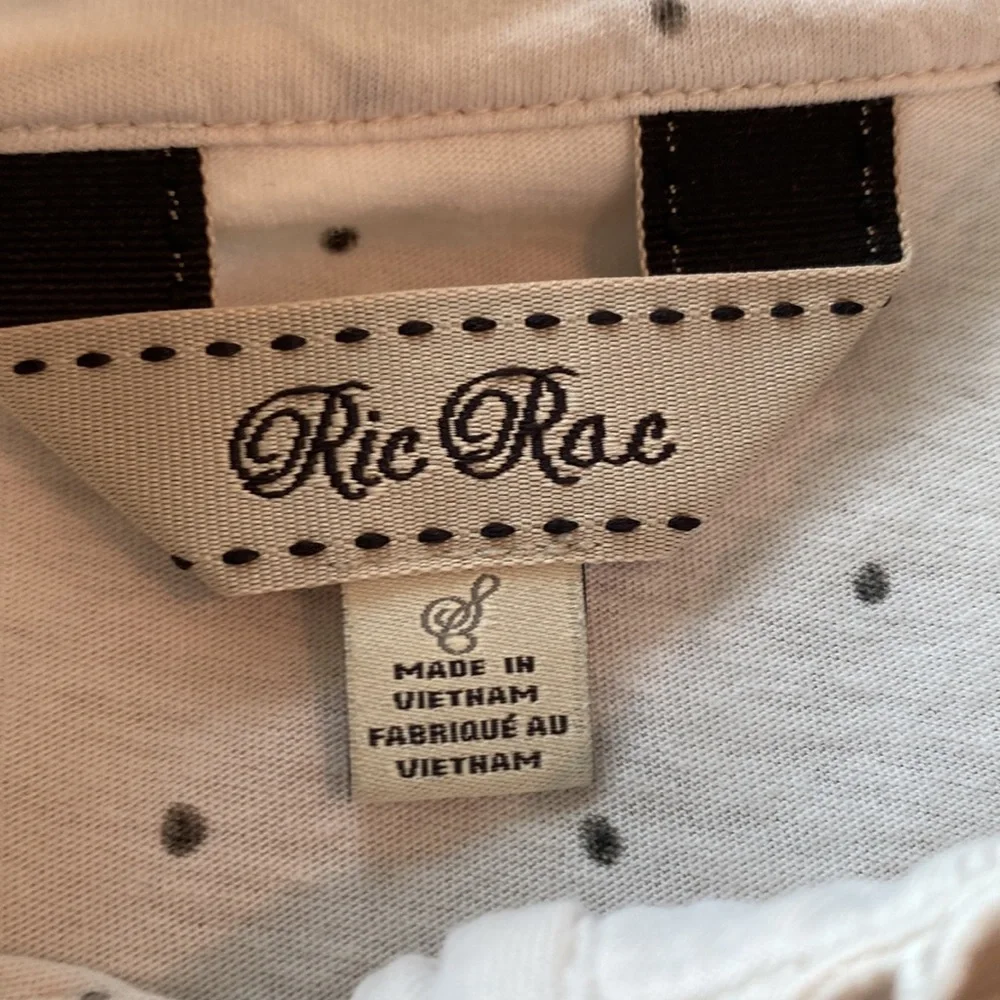 Ric Rac
S
MADE IN
VIETNAM
FABRIQUÉ AU
VIETNAM